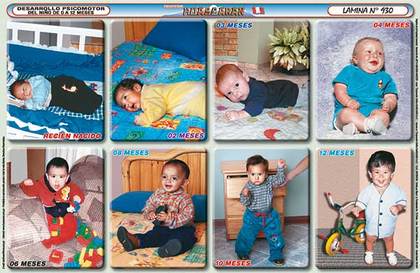 DESARROLLO PSICOMOTOR
DEL NIÑO DE 0 A 12 MESES
HUASCARAN
LAMINA Nº 930
RECIÉN NACIDO
02 MESES
03 MESES
04 MESES
06 MESES
08 MESES
10 MESES
12 MESES